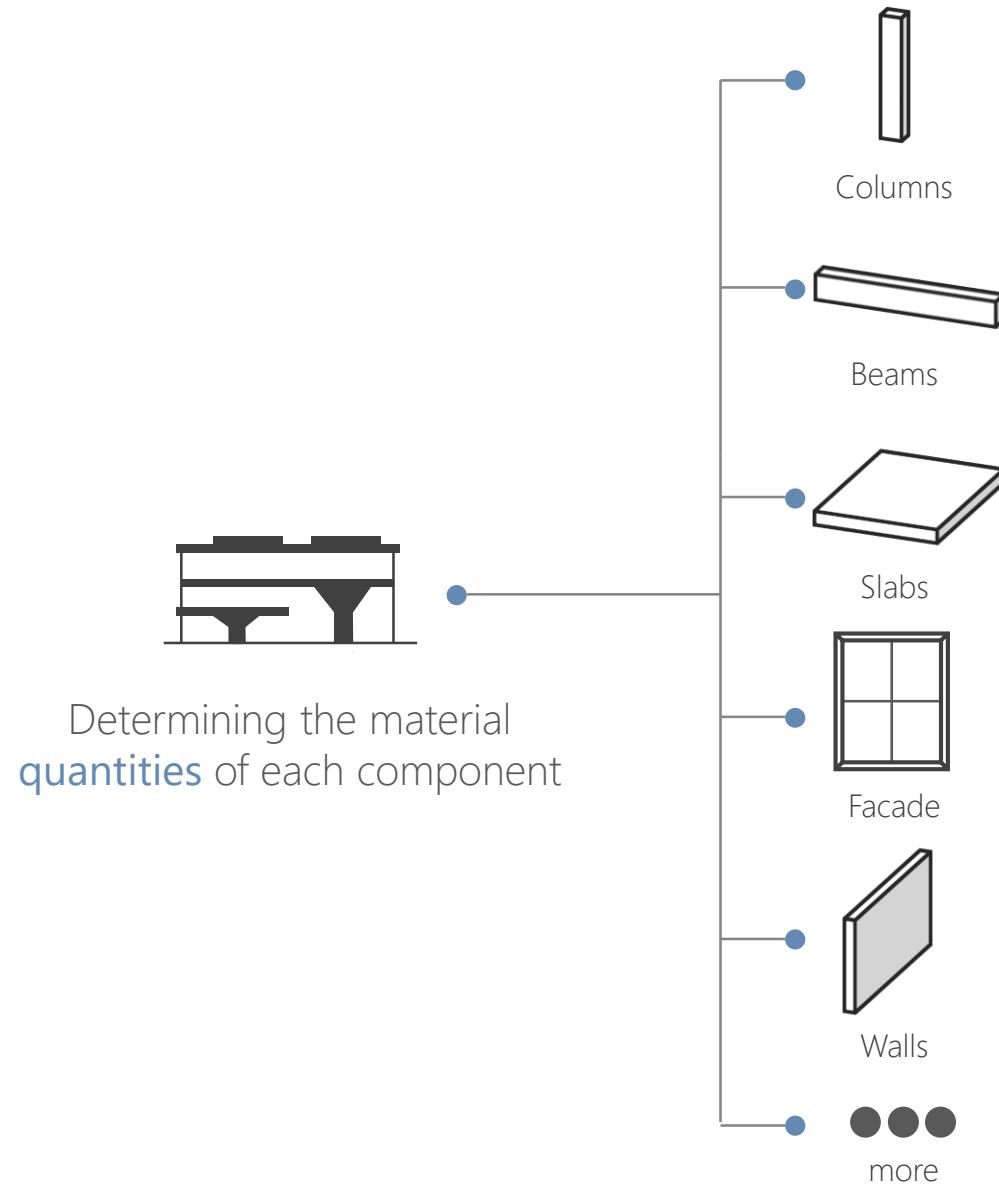 Columns
Beams
Slabs
Determining the material
quantities of each component
Facade
Walls
more